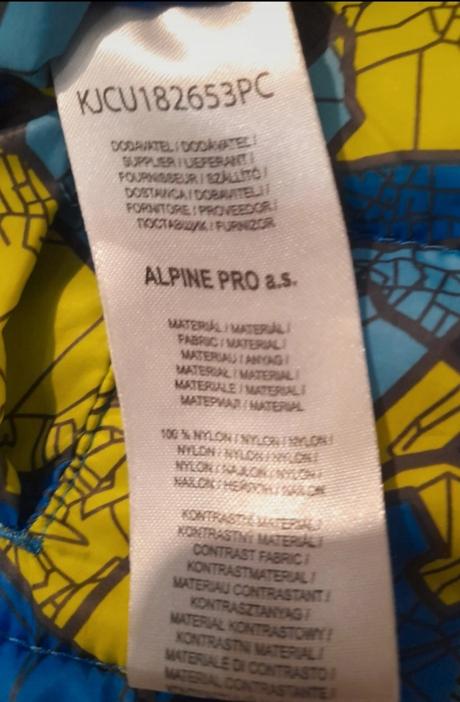 KJCU182653PC
DODAVATEL / DODÁVATEĽ /
SUPPLIER / LIEFERANT /
FOURNISSEUR / SZÁLLÍTÓ /
DOSTAWCA / DOBAVITELJ /
FORNITORE / PROVEEDOR /
ПОСТАВЩИК / FURNIZOR
ALPINE PRO a.s.
MATERIÁL / MATERIÁL /
FABRIC / MATERIAL /
MATERIAU / ANYAG /
MATERIAŁ / MATERIAL /
MATERIALE / MATERIAL /
МАТЕРИАЛ / MATERIAL
100 % NYLON / NYLON / NYLON /
NYLON / NYLON / NYLON /
NYLON / NAJLON / NYLON /
NAILON / НЕЙЛОН / NAILON
KONTRASTNÍ MATERIÁL /
KONTRASTNÝ MATERIÁL /
CONTRAST FABRIC /
KONTRASTMATERIAL /
MATERIAU CONTRASTANT /
KONTRASZTANYAG /
MATERIAŁ KONTRASTOWY /
KONTRASTNI MATERIAL /
MATERIALE DI CONTRASTO /
MATERIAL CONTRASTANTE /